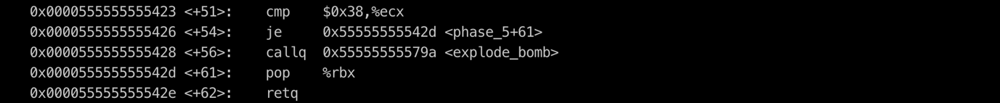 0x0000555555555423 <+51>: cmp $0x38,%ecx
0x0000555555555426 <+54>: je 0x55555555542d <phase_5+61>
0x0000555555555428 <+56>: callq 0x55555555579a <explode_bomb>
0x000055555555542d <+61>: pop %rbx
0x000055555555542e <+62>: retq